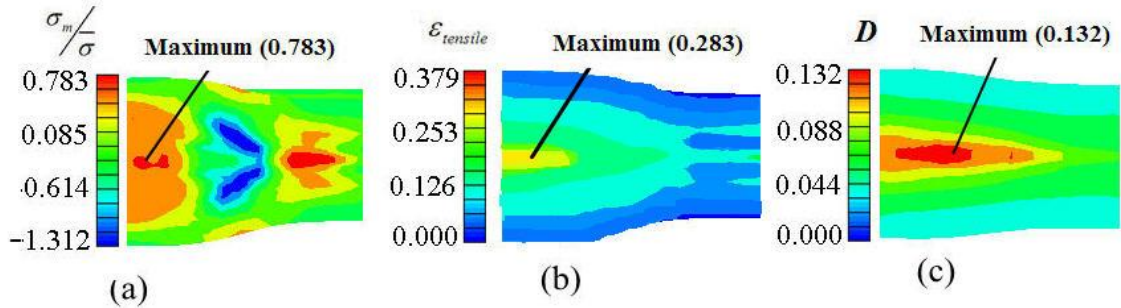 σm/σ̅
Maximum (0.783)
0.783
0.085
-0.614
-1.312
(a)
εtensile
Maximum (0.283)
0.379
0.253
0.126
0.000
(b)
D
Maximum (0.132)
0.132
0.088
0.044
0.000
(c)